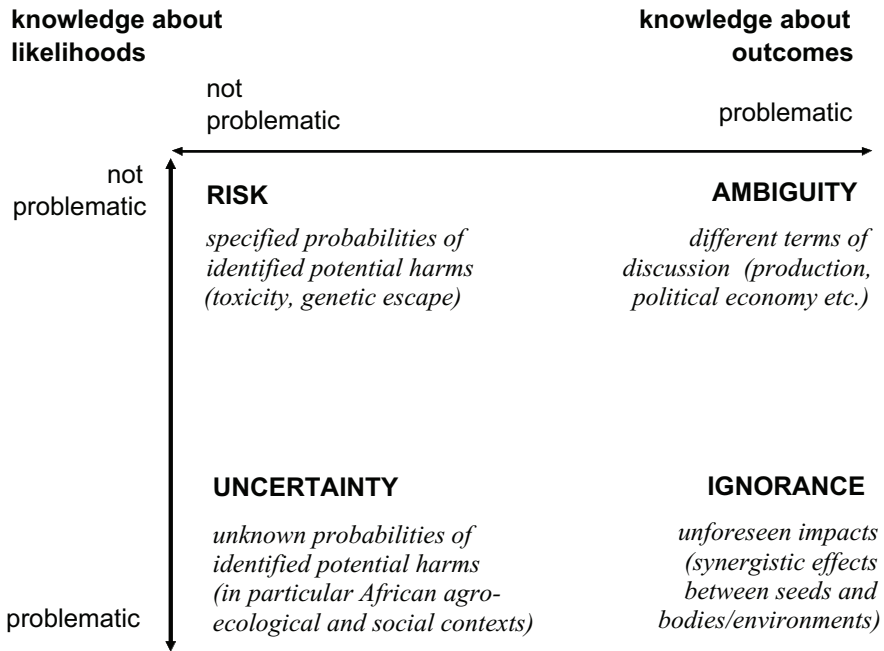 knowledge about
likelihoods
knowledge about
outcomes
not
problematic
problematic
not
problematic
RISK
specified probabilities of
identified potential harms
(toxicity, genetic escape)
AMBIGUITY
different terms of
discussion (production,
political economy etc.)
UNCERTAINTY
unknown probabilities of
identified potential harms
(in particular African agro-
ecological and social contexts)
IGNORANCE
unforeseen impacts
(synergistic effects
between seeds and
bodies/environments)
problematic